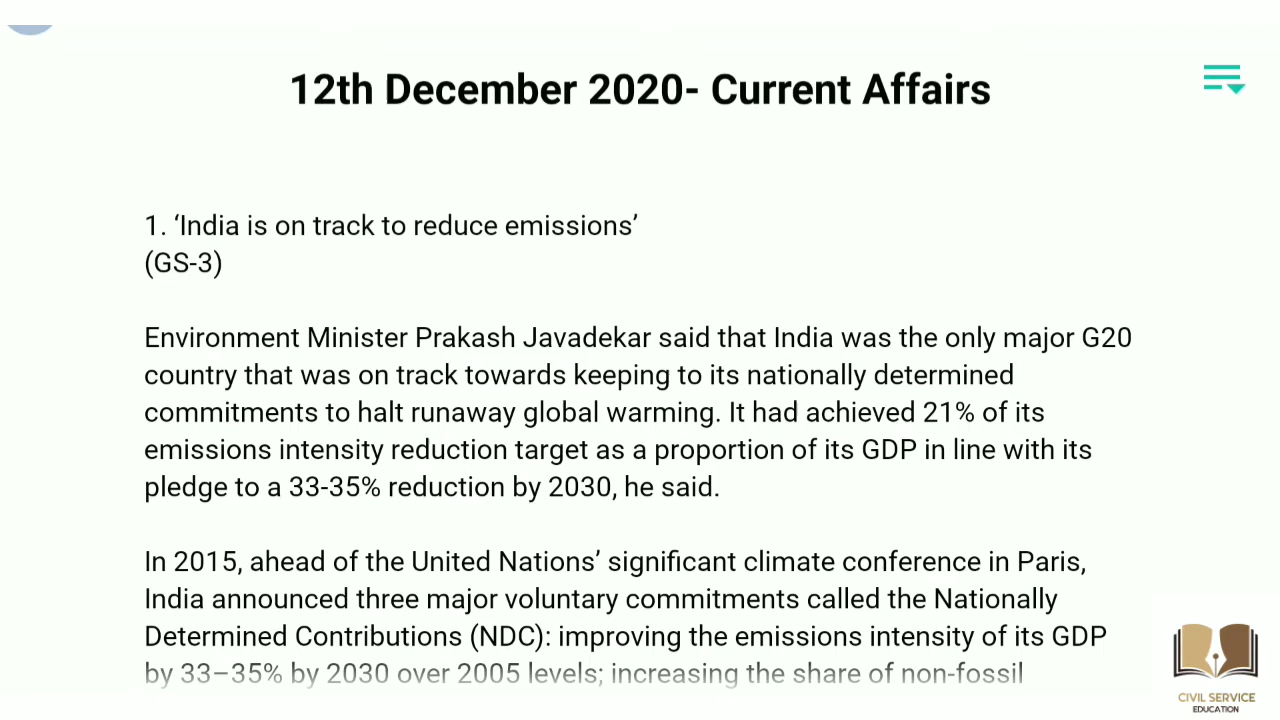 12th December 2020- Current Affairs
1. ‘India is on track to reduce emissions’
(GS-3)
Environment Minister Prakash Javadekar said that India was the only major G20
country that was on track towards keeping to its nationally determined
commitments to halt runaway global warming. It had achieved 21% of its
emissions intensity reduction target as a proportion of its GDP in line with its
pledge to a 33-35% reduction by 2030, he said.
In 2015, ahead of the United Nations’ significant climate conference in Paris,
India announced three major voluntary commitments called the Nationally
Determined Contributions (NDC): improving the emissions intensity of its GDP
by 33–35% by 2030 over 2005 levels; increasing the share of non-fossil
CIVIL SERVICE
EDUCATION